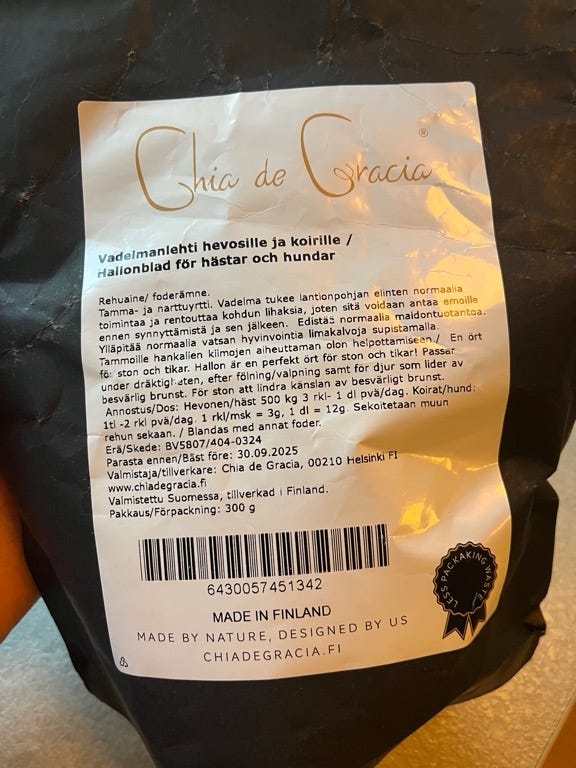 Chia de Gracia®
Vadelmanlehti hevosille ja koirille /
Hallonblad för hästar och hundar
Rehuaine/ foderämne.
Tamma- ja narttuyrtti. Vadelma tukee lantionpohjan elinten normaalia
toimintaa ja rentouttaa kohdun lihaksia, joten sitä voidaan antaa emoille
ennen synnyttämistä ja sen jälkeen. Edistää normaalia maidontuotantoa.
Ylläpitää normaalia vatsan hyvinvointia limakalvoja supistamalla.
Tammoille hankalien kiimojen aiheuttaman olon helpottamiseen./ En ört
för ston och tikar. Hallon är en perfekt ört för ston och tikar! Passar
under dräktigheten, efter fölning/valpning samt för djur som lider av
besvärlig brunst. För ston att lindra känslan av besvärligt brunst.
Annostus/Dos: Hevonen/häst 500 kg 3 rkl- 1 dl pvä/dag. Koirat/hund:
1tl -2 rkl pvä/dag. 1 rkl/msk = 3g, 1 dl = 12g. Sekoitetaan muun
rehun sekaan. / Blandas med annat foder.
Erä/Skede: BV5807/404-0324
Parasta ennen/Bäst före: 30.09.2025
Valmistaja/tillverkare: Chia de Gracia, 00210 Helsinki FI
www.chiadegracia.fi
Valmistettu Suomessa, tillverkad i Finland.
Pakkaus/Förpackning: 300 g
6430057451342
LESS PACKAKING WASTE
MADE IN FINLAND
MADE BY NATURE, DESIGNED BY US
CHIADEGRACIA.FI